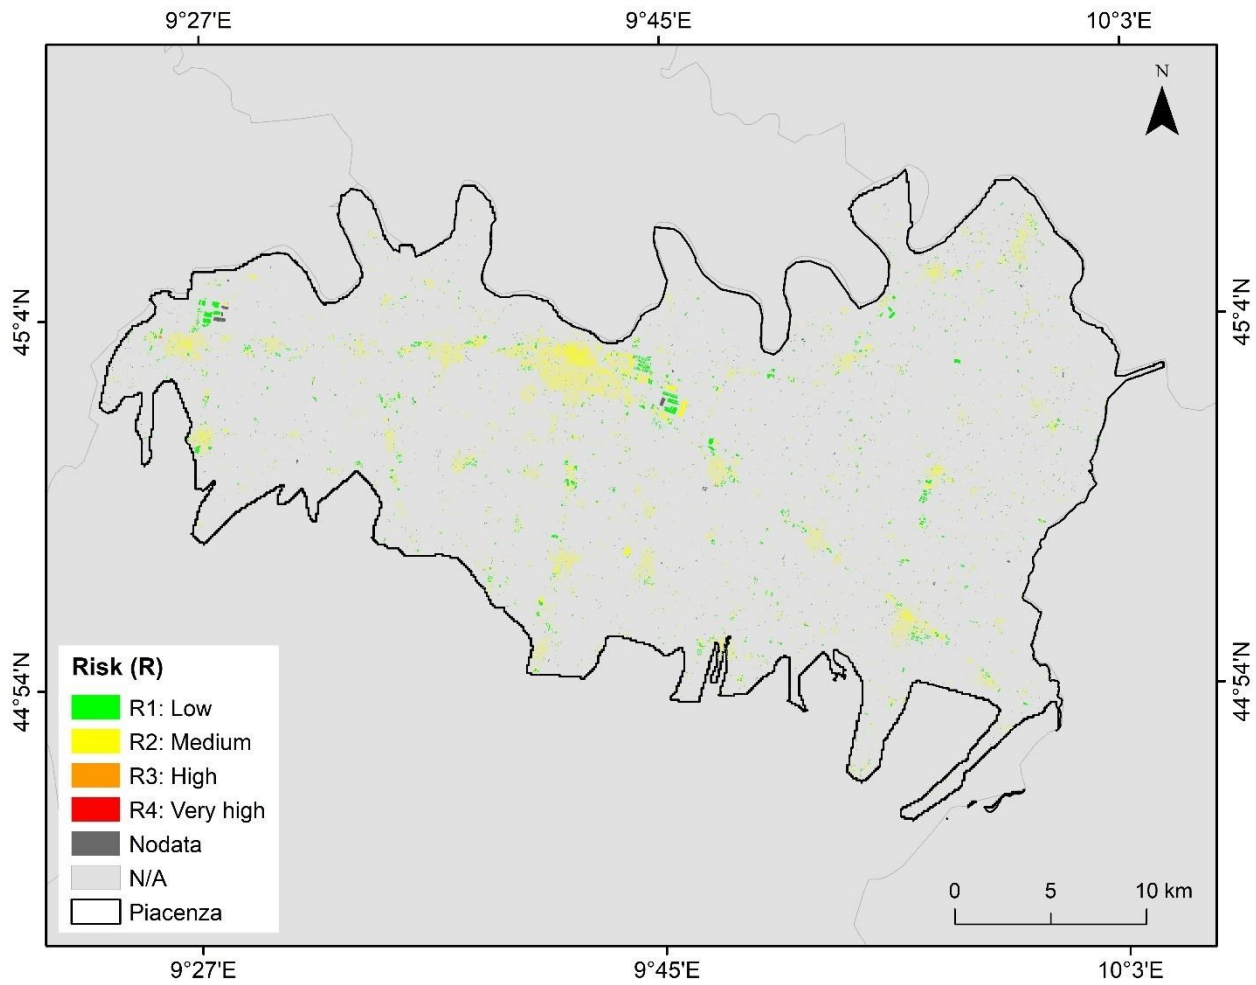 9°27'E 9°45'E 10°3'E
N
45°4'N 45°4'N
44°54'N 44°54'N
Risk (R)
R1: Low
R2: Medium
R3: High
R4: Very high
Nodata
N/A
Piacenza
0 5 10 km
9°27'E 9°45'E 10°3'E